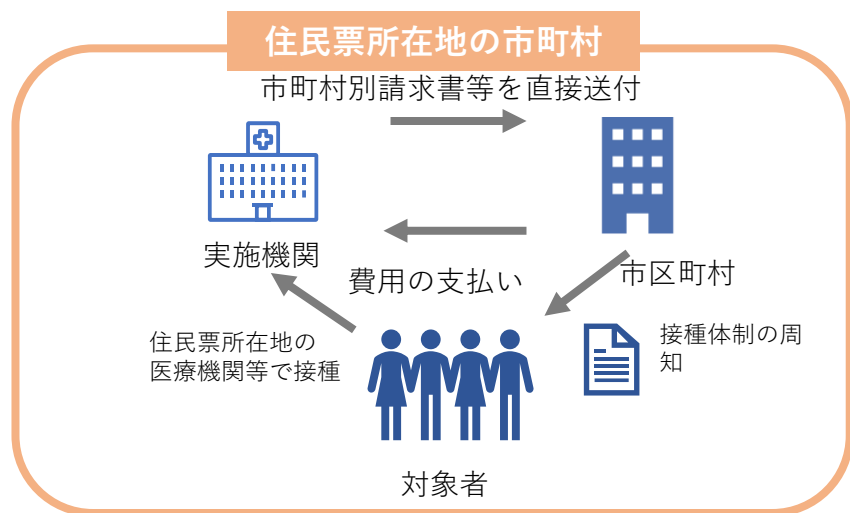 住民票所在地の市町村
市町村別請求書等を直接送付
実施機関
市区町村
費用の支払い
住民票所在地の
医療機関等で接種
接種体制の周
知
対象者